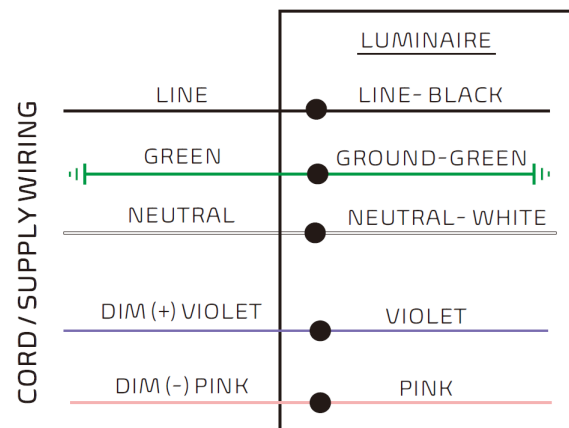 LUMINAIRE
CORD / SUPPLY WIRING
LINE
LINE- BLACK
GREEN
GROUND-GREEN
NEUTRAL
NEUTRAL- WHITE
DIM (+) VIOLET
VIOLET
DIM (-) PINK
PINK